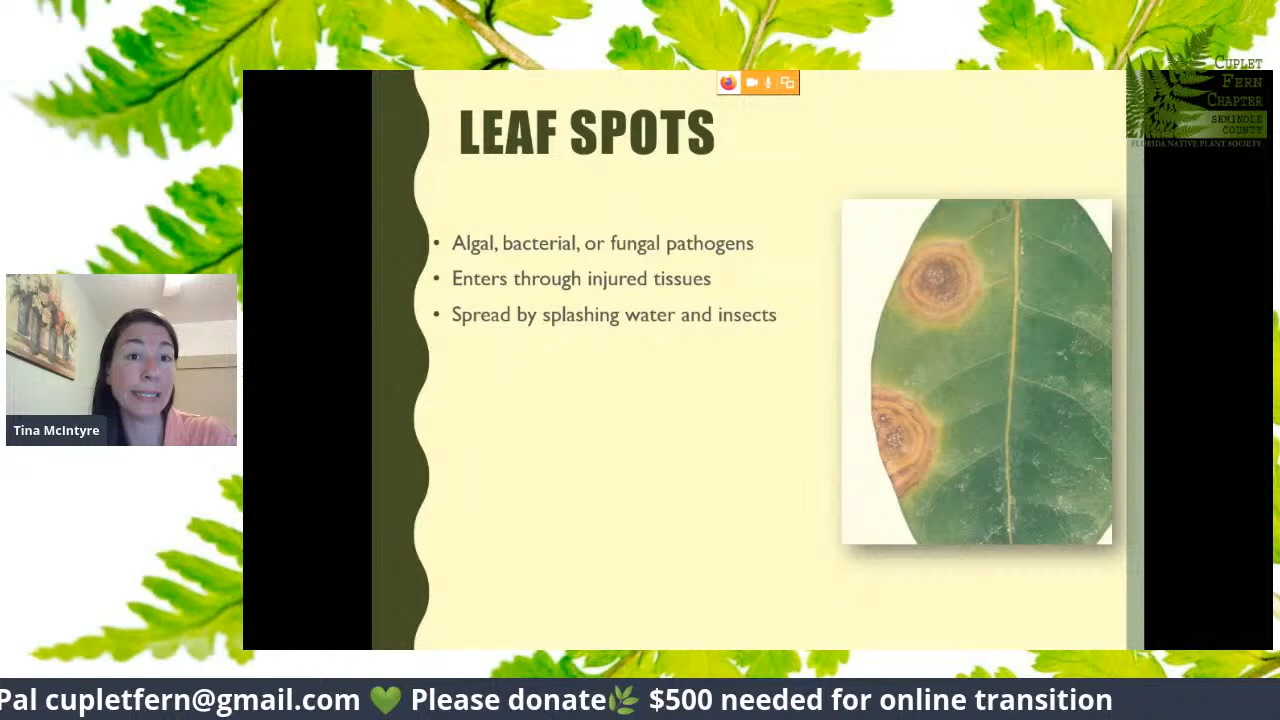 CUPLET
FERN
CHAPTER
SEMINOLE
COUNTY
FLORIDA NATIVE PLANT SOCIETY
LEAF SPOTS
• Algal, bacterial, or fungal pathogens
• Enters through injured tissues
• Spread by splashing water and insects
Tina McIntyre
Pal cupletfern@gmail.com 💚 Please donate🌿 $500 needed for online transition